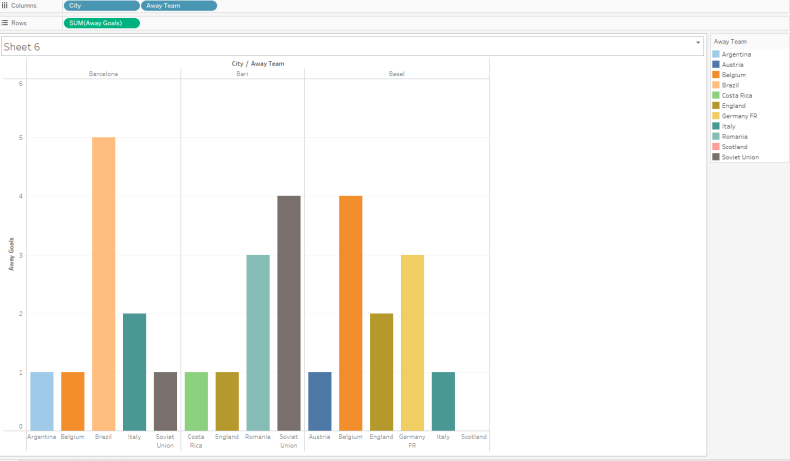 Columns City Away Team
Rows SUM(Away Goals)
Sheet 6
City / Away Team
Barcelona Bari Basel
6
5
4
3
2
1
0
Away Goals
Argentina Belgium Brazil Italy Soviet Union Costa Rica England Romania Soviet Union Austria Belgium England Germany FR Italy Scotland
Away Team
Argentina
Austria
Belgium
Brazil
Costa Rica
England
Germany FR
Italy
Romania
Scotland
Soviet Union